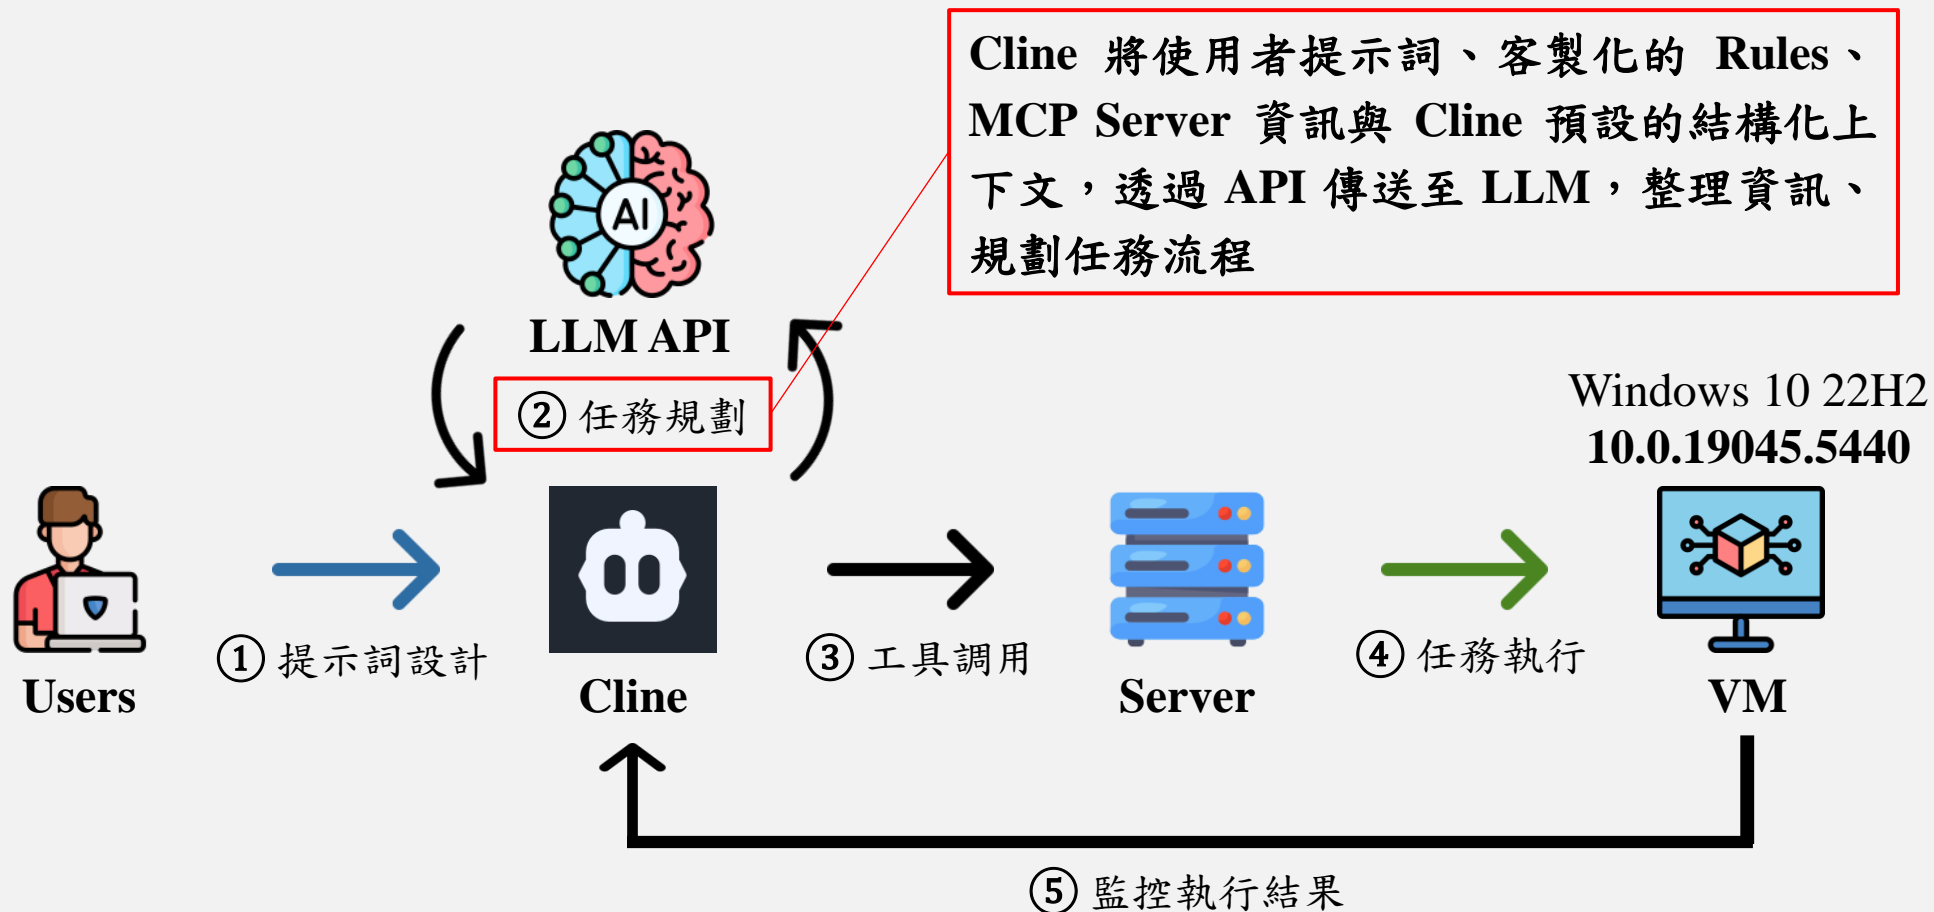 Cline 將使用者提示詞、客製化的 Rules、
MCP Server 資訊與 Cline 預設的結構化上
下文，透過 API 傳送至 LLM，整理資訊、
規劃任務流程
AI
LLM API
② 任務規劃
Windows 10 22H2
10.0.19045.5440
① 提示詞設計
③ 工具調用
④ 任務執行
Users
Cline
Server
VM
⑤ 監控執行結果